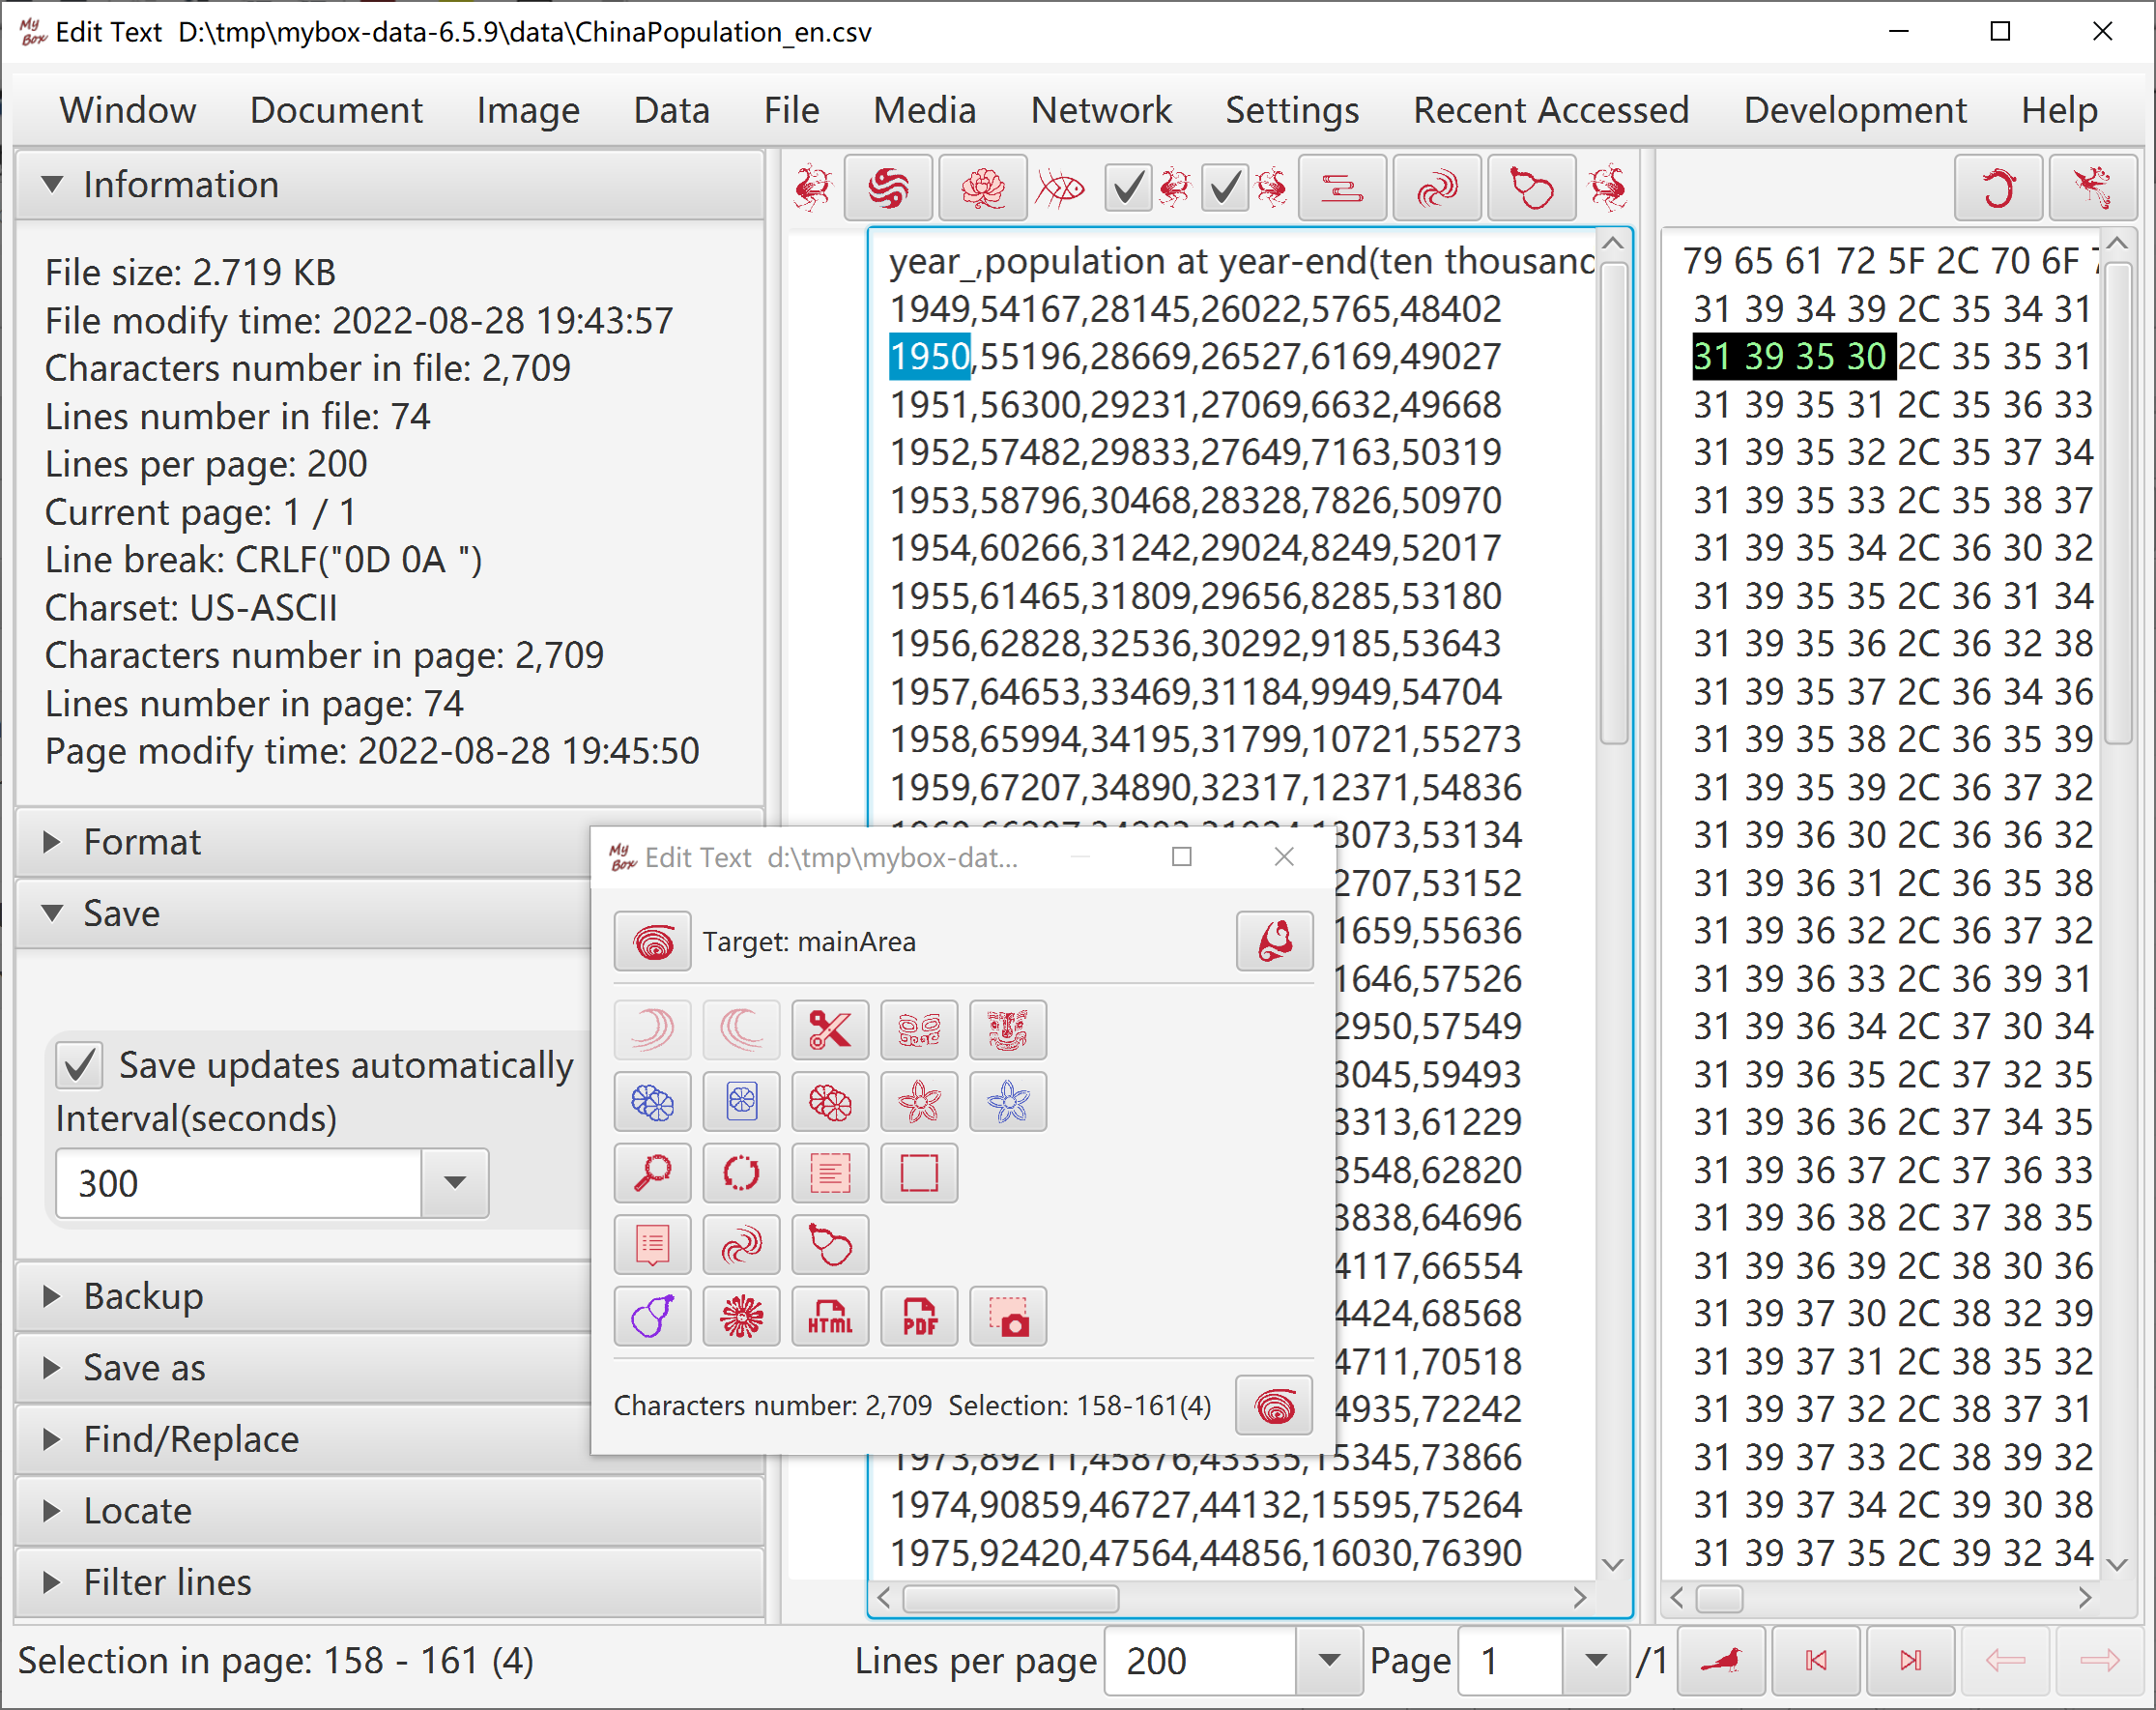 My Box Edit Text D:\tmp\mybox-data-6.5.9\data\ChinaPopulation_en.csv
Window Document Image Data File Media Network Settings Recent Accessed Development Help
Information
File size: 2.719 KB
File modify time: 2022-08-28 19:43:57
Characters number in file: 2,709
Lines number in file: 74
Lines per page: 200
Current page: 1 / 1
Line break: CRLF("0D 0A ")
Charset: US-ASCII
Characters number in page: 2,709
Lines number in page: 74
Page modify time: 2022-08-28 19:45:50
Format
Save
Save updates automatically
Interval(seconds)
300
Backup
Save as
Find/Replace
Locate
Filter lines
year_,population at year-end(ten thousand
1949,54167,28145,26022,5765,48402
1950,55196,28669,26527,6169,49027
1951,56300,29231,27069,6632,49668
1952,57482,29833,27649,7163,50319
1953,58796,30468,28328,7826,50970
1954,60266,31242,29024,8249,52017
1955,61465,31809,29656,8285,53180
1956,62828,32536,30292,9185,53643
1957,64653,33469,31184,9949,54704
1958,65994,34195,31799,10721,55273
1959,67207,34890,32317,12371,54836
13073,53134
2707,53152
1659,55636
1646,57526
2950,57549
3045,59493
3313,61229
3548,62820
3838,64696
4117,66554
4424,68568
4711,70518
4935,72242
1973,89211,45876,43335,15345,73866
1974,90859,46727,44132,15595,75264
1975,92420,47564,44856,16030,76390
79 65 61 72 5F 2C 70 6F
31 39 34 39 2C 35 34 31
31 39 35 30 2C 35 35 31
31 39 35 31 2C 35 36 33
31 39 35 32 2C 35 37 34
31 39 35 33 2C 35 38 37
31 39 35 34 2C 36 30 32
31 39 35 35 2C 36 31 34
31 39 35 36 2C 36 32 38
31 39 35 37 2C 36 34 36
31 39 35 38 2C 36 35 39
31 39 35 39 2C 36 37 32
31 39 36 30 2C 36 36 32
31 39 36 31 2C 36 35 38
31 39 36 32 2C 36 37 32
31 39 36 33 2C 36 39 31
31 39 36 34 2C 37 30 34
31 39 36 35 2C 37 32 35
31 39 36 36 2C 37 34 35
31 39 36 37 2C 37 36 33
31 39 36 38 2C 37 38 35
31 39 36 39 2C 38 30 36
31 39 37 30 2C 38 32 39
31 39 37 31 2C 38 35 32
31 39 37 32 2C 38 37 31
31 39 37 33 2C 38 39 32
31 39 37 34 2C 39 30 38
31 39 37 35 2C 39 32 34
My Box Edit Text d:\tmp\mybox-dat...
Target: mainArea
HTML PDF
Characters number: 2,709 Selection: 158-161(4)
Selection in page: 158 - 161 (4)
Lines per page 200 Page 1 /1